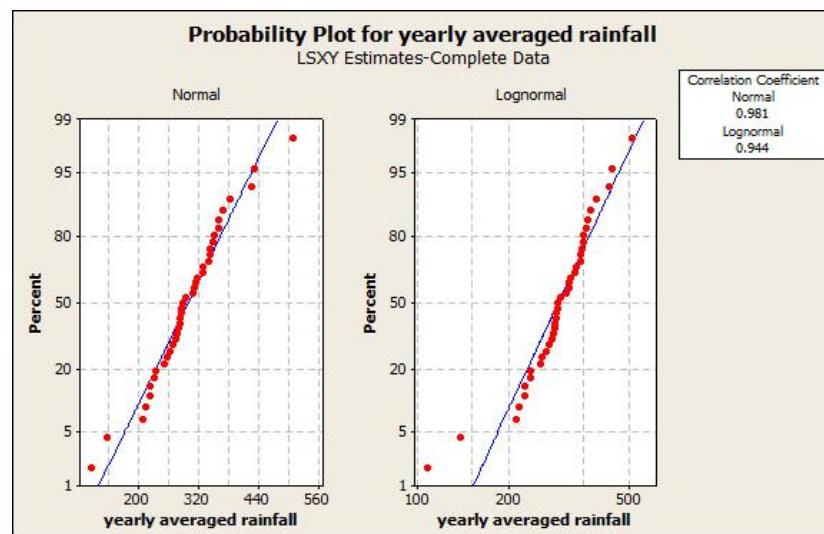 Probability Plot for yearly averaged rainfall
LSXY Estimates-Complete Data
Normal
Lognormal
Correlation Coefficient
Normal
0.981
Lognormal
0.944
Percent
99
95
80
50
20
5
1
200 320 440 560
yearly averaged rainfall
Percent
99
95
80
50
20
5
1
100 200 500
yearly averaged rainfall